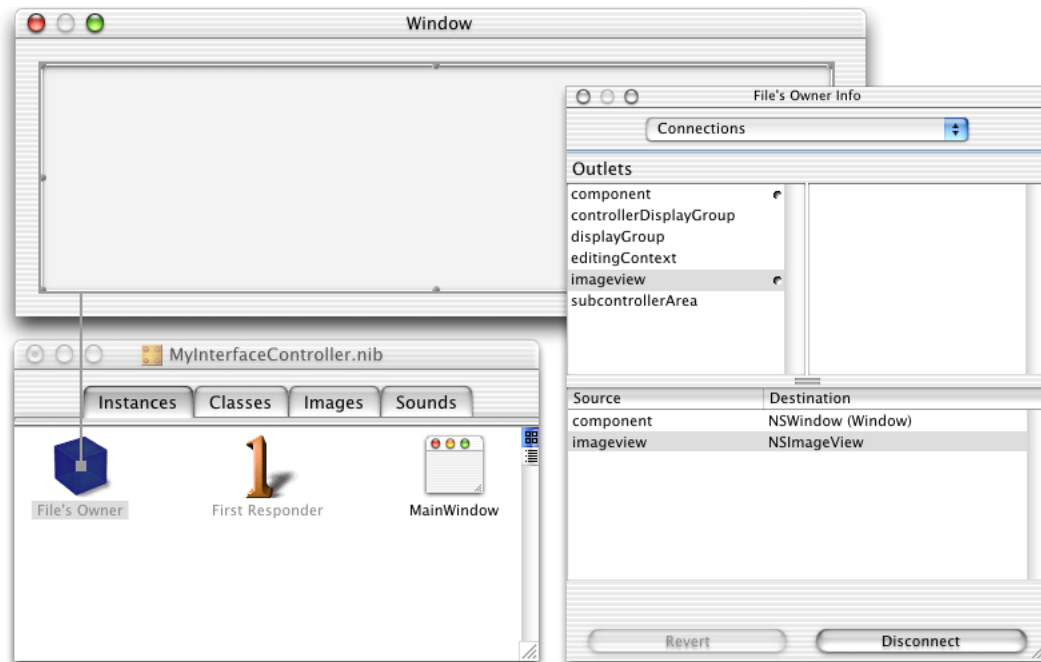 Window
File's Owner Info
Connections
Outlets
component
controllerDisplayGroup
displayGroup
editingContext
imageview
subcontrollerArea
MyInterfaceController.nib
Instances Classes Images Sounds
File's Owner First Responder MainWindow
Source Destination
component NSWindow (Window)
imageview NSImageView
Revert Disconnect